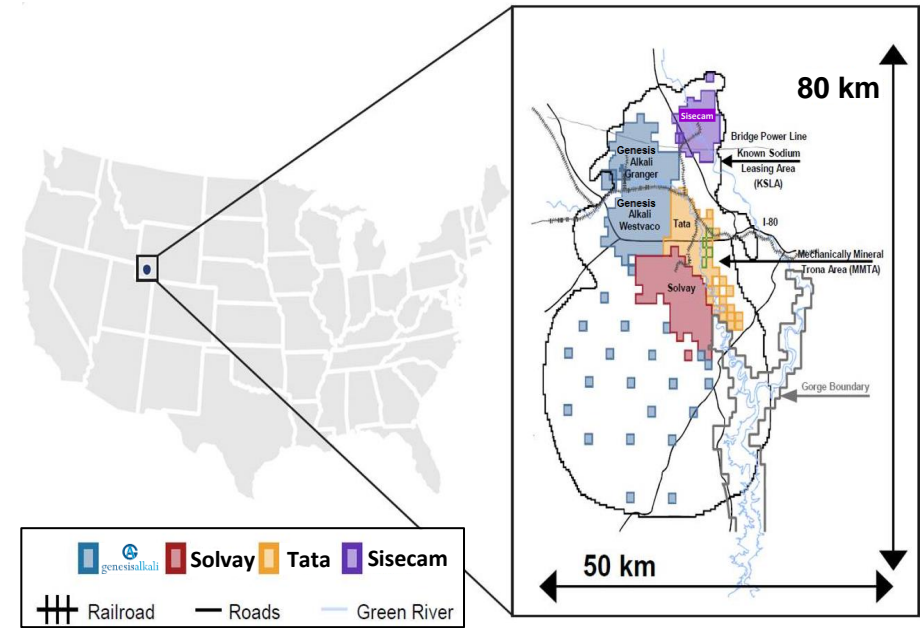 80 km
Sisecam
Bridge Power Line
Known Sodium
Leasing Area
(KSLA)
Genesis
Alkali
Granger
Genesis
Alkali
Westvaco
Tata
I-80
Mechanically Mineral
Trona Area (MMTA)
Solvay
Gorge Boundary
50 km
genesisalkali
Solvay
Tata
Sisecam
Railroad
Roads
Green River